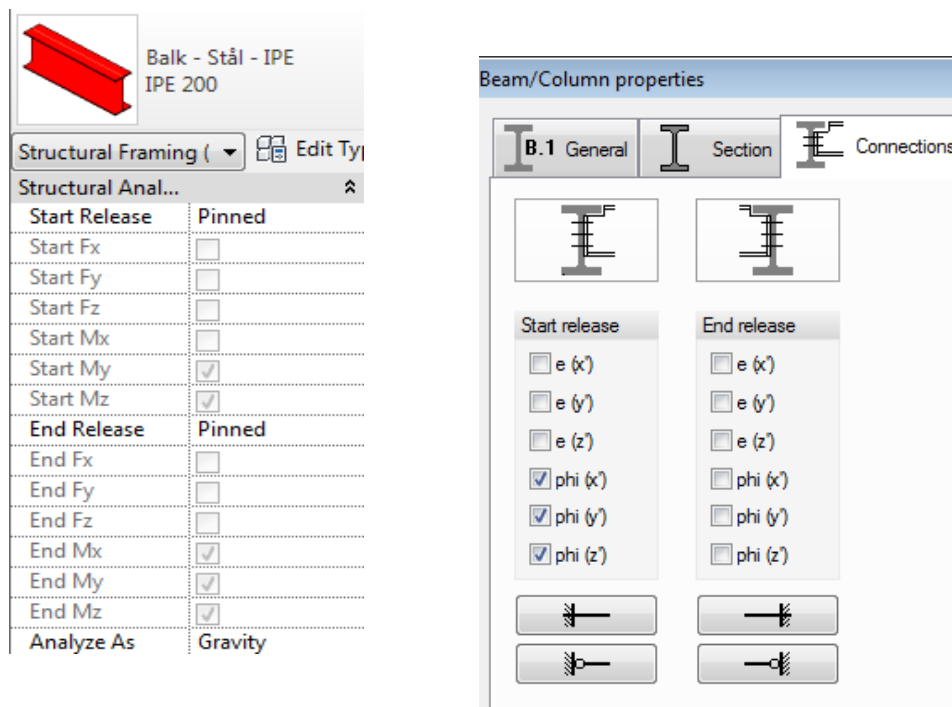 Balk - Stål - IPE
IPE 200
Structural Framing (
Edit Ty
Structural Anal...
Start Release Pinned
Start Fx
Start Fy
Start Fz
Start Mx
Start My
Start Mz
End Release Pinned
End Fx
End Fy
End Fz
End Mx
End My
End Mz
Analyze As Gravity
Beam/Column properties
B.1 General
Section
Connections
Start release
e (x')
e (y')
e (z')
phi (x')
phi (y')
phi (z')
End release
e (x')
e (y')
e (z')
phi (x')
phi (y')
phi (z')